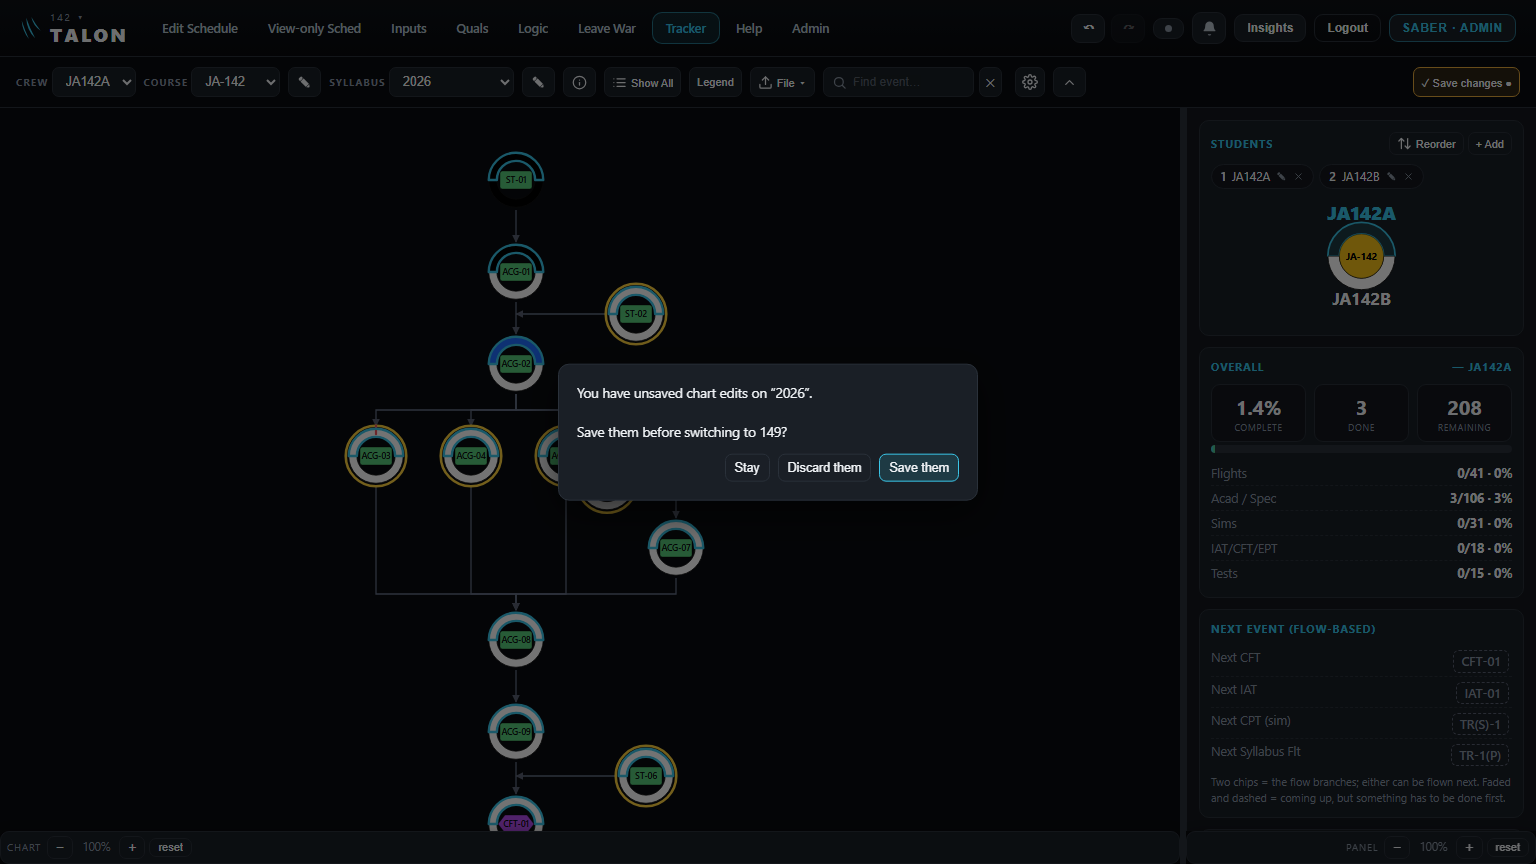 142
TALON
Edit Schedule
View-only Sched
Inputs
Quals
Logic
Leave War
Tracker
Help
Admin
Insights
Logout
SABER · ADMIN
CREW
JA142A
COURSE
JA-142
SYLLABUS
2026
Show All
Legend
File
Find event...
✓ Save changes
ST-01
ACG-01
ST-02
ACG-02
ACG-03
ACG-04
ACG-07
ACG-08
ACG-09
ST-06
CFT-01
You have unsaved chart edits on “2026”.
Save them before switching to 149?
Stay
Discard them
Save them
STUDENTS
Reorder
+ Add
1 JA142A
2 JA142B
JA142A
JA-142
JA142B
OVERALL
— JA142A
1.4%
COMPLETE
3
DONE
208
REMAINING
Flights 0/41 · 0%
Acad / Spec 3/106 · 3%
Sims 0/31 · 0%
IAT/CFT/EPT 0/18 · 0%
Tests 0/15 · 0%
NEXT EVENT (FLOW-BASED)
Next CFT CFT-01
Next IAT IAT-01
Next CPT (sim) TR(S)-1
Next Syllabus Flt TR-1(P)
Two chips = the flow branches; either can be flown next. Faded
and dashed = coming up, but something has to be done first.
CHART − 100% + reset
PANEL − 100% + reset